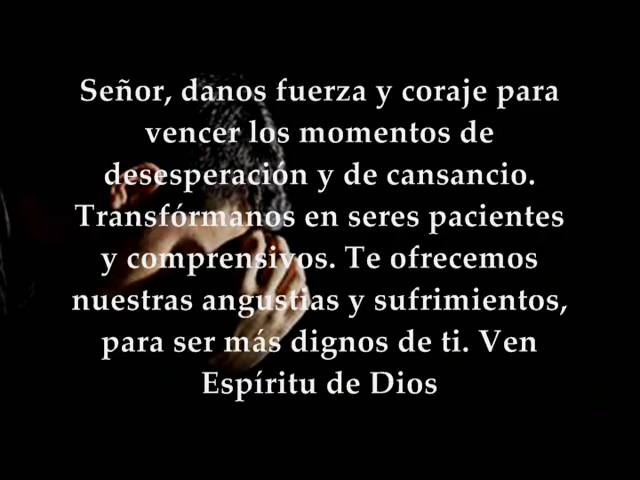 Señor, danos fuerza y coraje para
vencer los momentos de
desesperación y de cansancio.
Transfórmanos en seres pacientes
y comprensivos. Te ofrecemos
nuestras angustias y sufrimientos,
para ser más dignos de ti. Ven
Espíritu de Dios